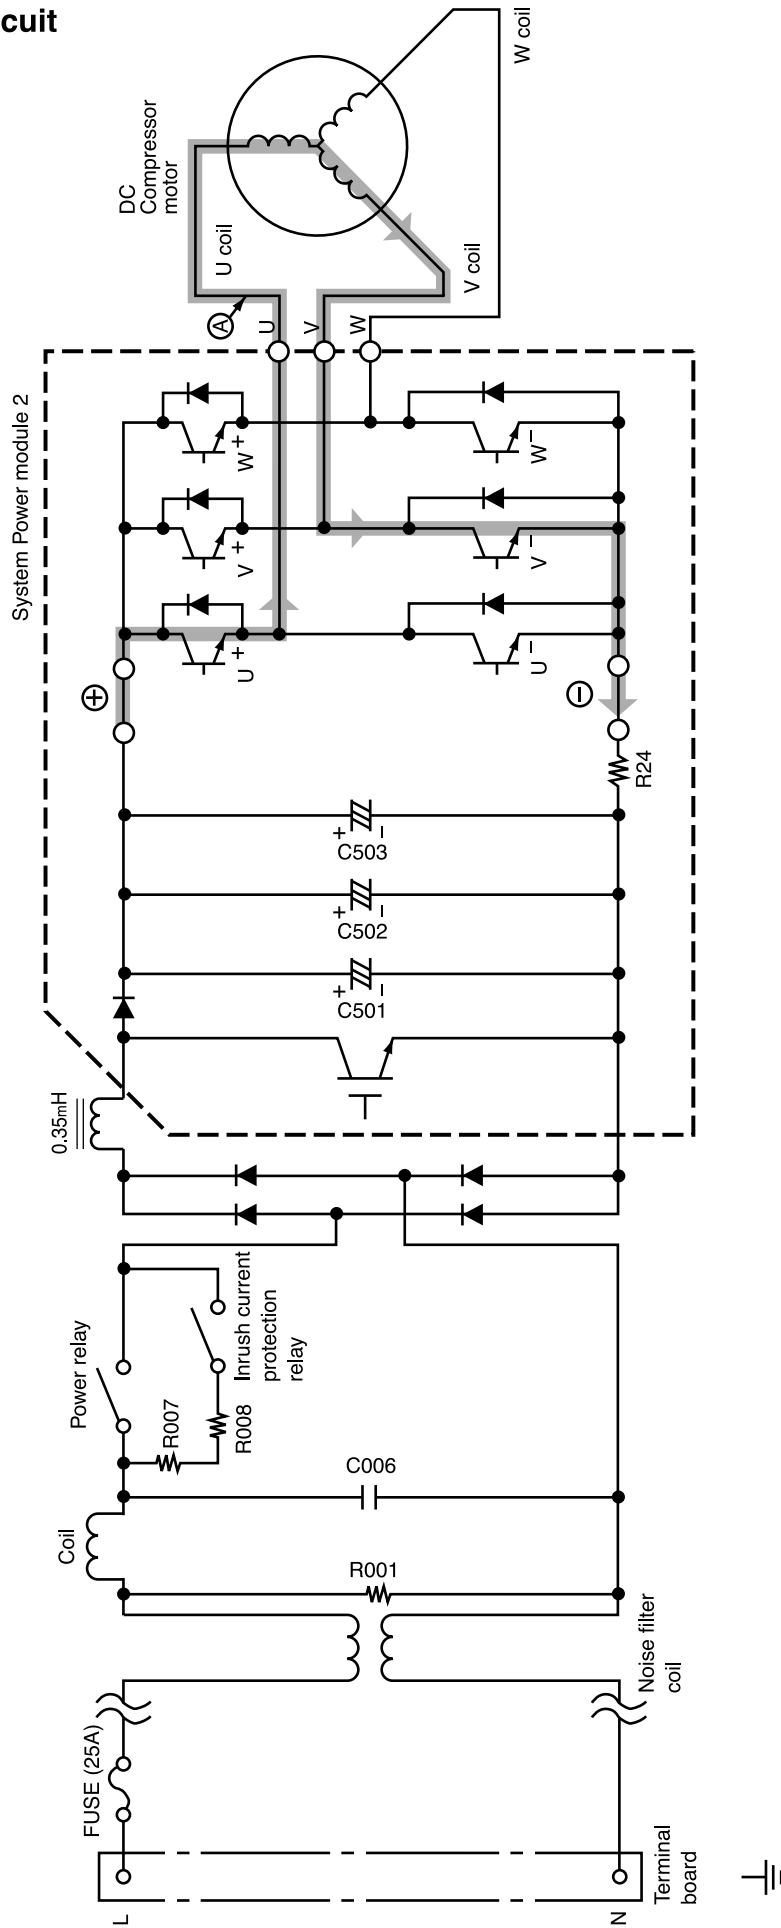 cuit
W coil
DC
Compressor
motor
U coil
V coil
A
U
V
W
System Power module 2
W
+
W
−
V
+
V
−
U
+
U
−
+
−
R24
+
−
C503
+
−
C502
+
−
C501
0.35mH
Power relay
Inrush current
protection
relay
R007
R008
C006
Coil
R001
Noise filter
coil
FUSE (25A)
Terminal
board
L
N